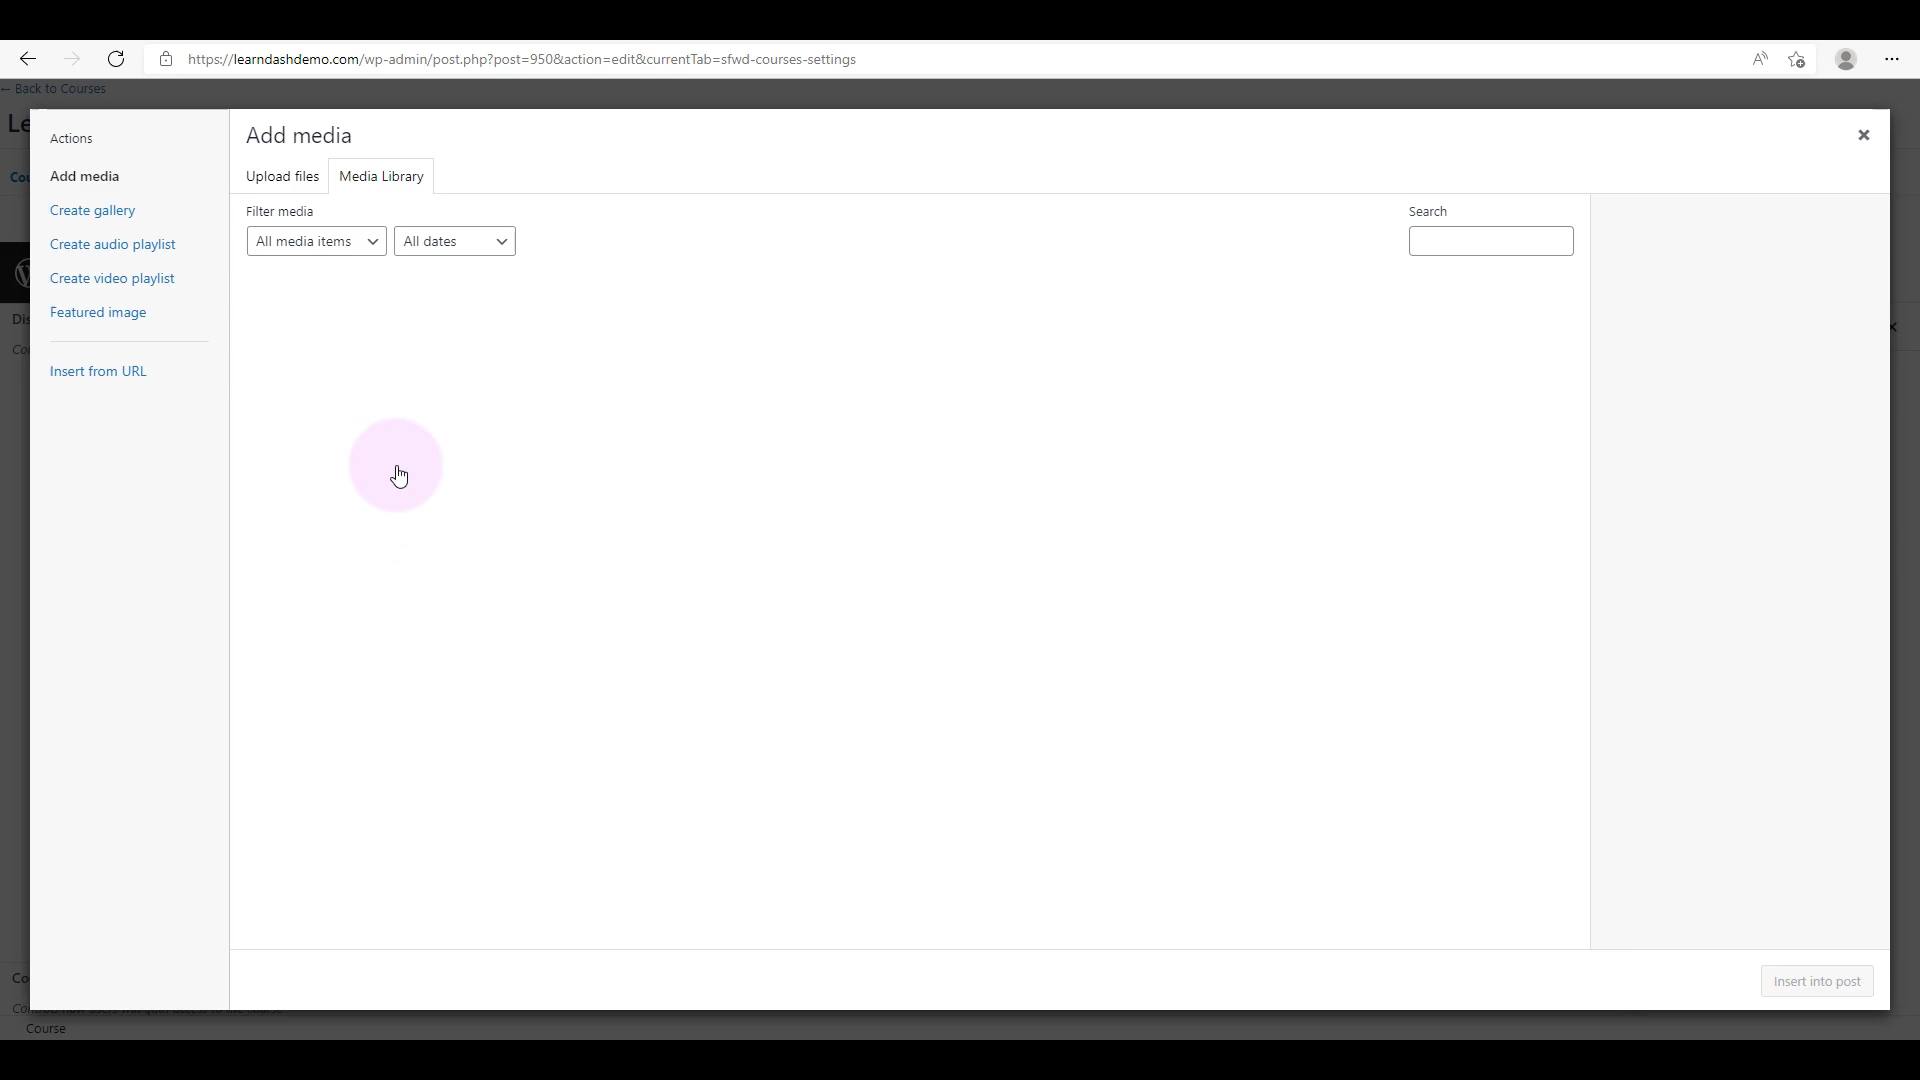 https://learndashdemo.com/wp-admin/post.php?post=950&action=edit&currentTab=sfwd-courses-settings
← Back to Courses
Actions
Add media
Create gallery
Create audio playlist
Create video playlist
Featured image
Insert from URL
Add media
Upload files
Media Library
Filter media
All media items
All dates
Search
Insert into post
Course